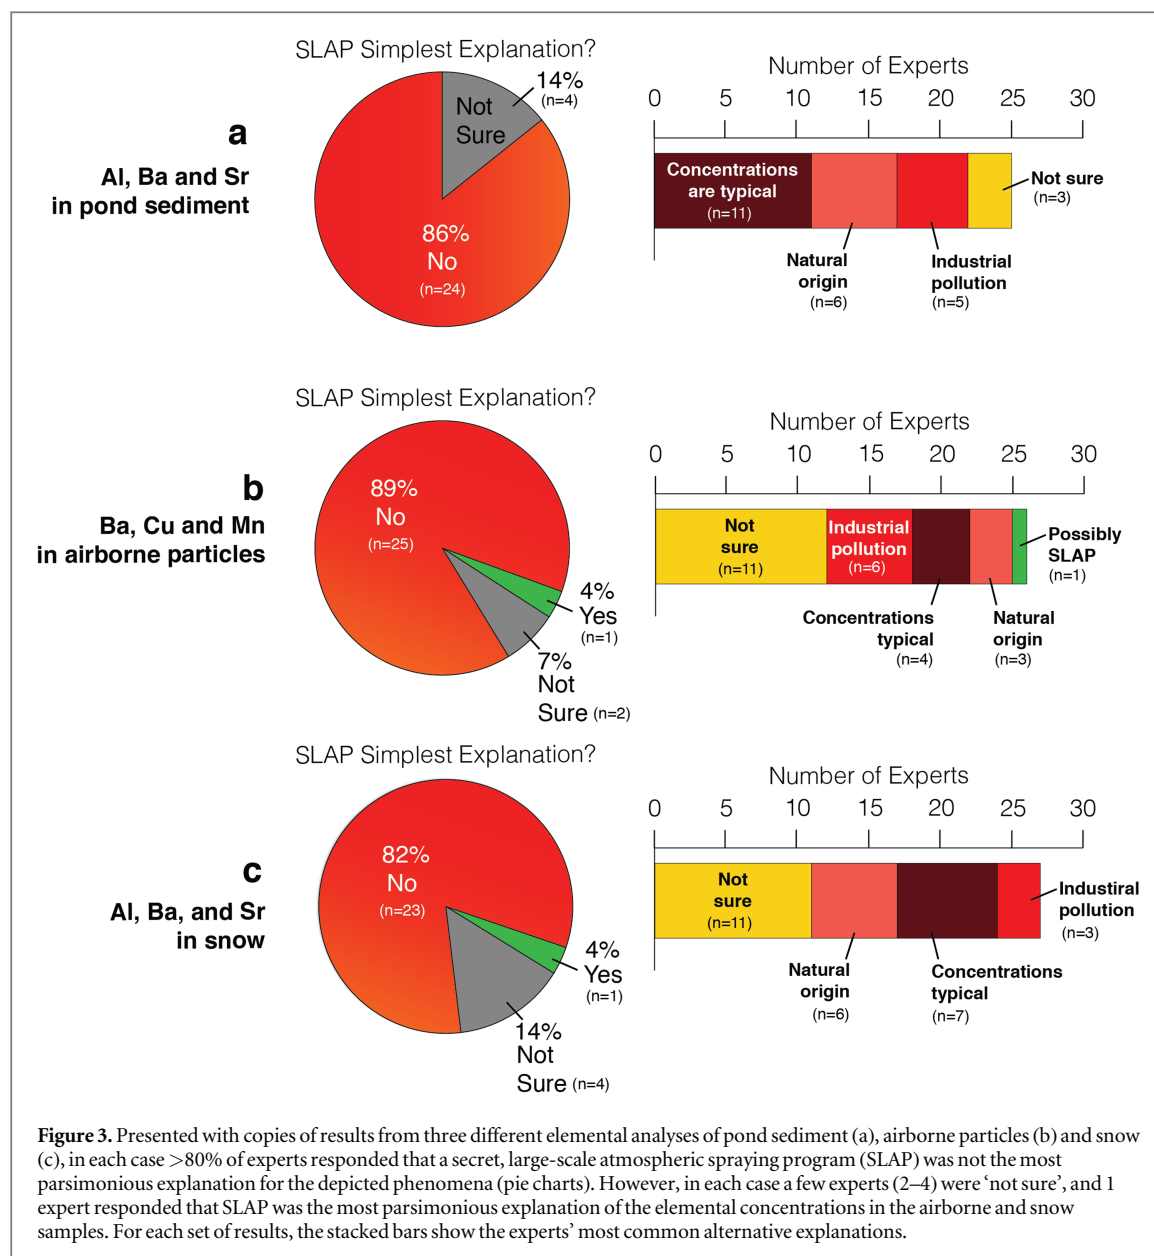 SLAP Simplest Explanation?
14%
(n=4)
Not
Sure
86%
No
(n=24)
a
Al, Ba and Sr
in pond sediment
Number of Experts
0 5 10 15 20 25 30
Concentrations
are typical
(n=11)
Not sure
(n=3)
Natural
origin
(n=6)
Industrial
pollution
(n=5)
SLAP Simplest Explanation?
89%
No
(n=25)
4%
Yes
(n=1)
7%
Not
Sure (n=2)
b
Ba, Cu and Mn
in airborne particles
Number of Experts
0 5 10 15 20 25 30
Not
sure
(n=11)
Industrial
pollution
(n=6)
Possibly
SLAP
(n=1)
Concentrations
typical
(n=4)
Natural
origin
(n=3)
SLAP Simplest Explanation?
82%
No
(n=23)
4%
Yes
(n=1)
14%
Not
Sure (n=4)
c
Al, Ba, and Sr
in snow
Number of Experts
0 5 10 15 20 25 30
Not
sure
(n=11)
Industiral
pollution
(n=3)
Natural
origin
(n=6)
Concentrations
typical
(n=7)
Figure 3. Presented with copies of results from three different elemental analyses of pond sediment (a), airborne particles (b) and snow
(c), in each case >80% of experts responded that a secret, large-scale atmospheric spraying program (SLAP) was not the most
parsimonious explanation for the depicted phenomena (pie charts). However, in each case a few experts (2–4) were ‘not sure’, and 1
expert responded that SLAP was the most parsimonious explanation of the elemental concentrations in the airborne and snow
samples. For each set of results, the stacked bars show the experts’ most common alternative explanations.